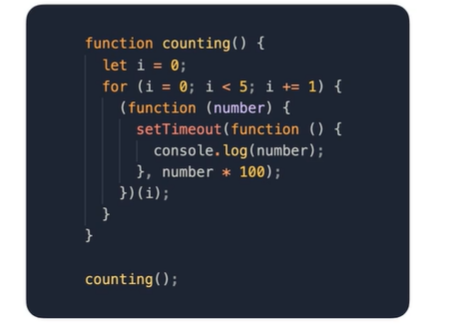 function counting() {
  let i = 0;
  for (i = 0; i < 5; i += 1) {
    (function (number) {
      setTimeout(function () {
        console.log(number);
      }, number * 100);
    })(i);
  }
}

counting();